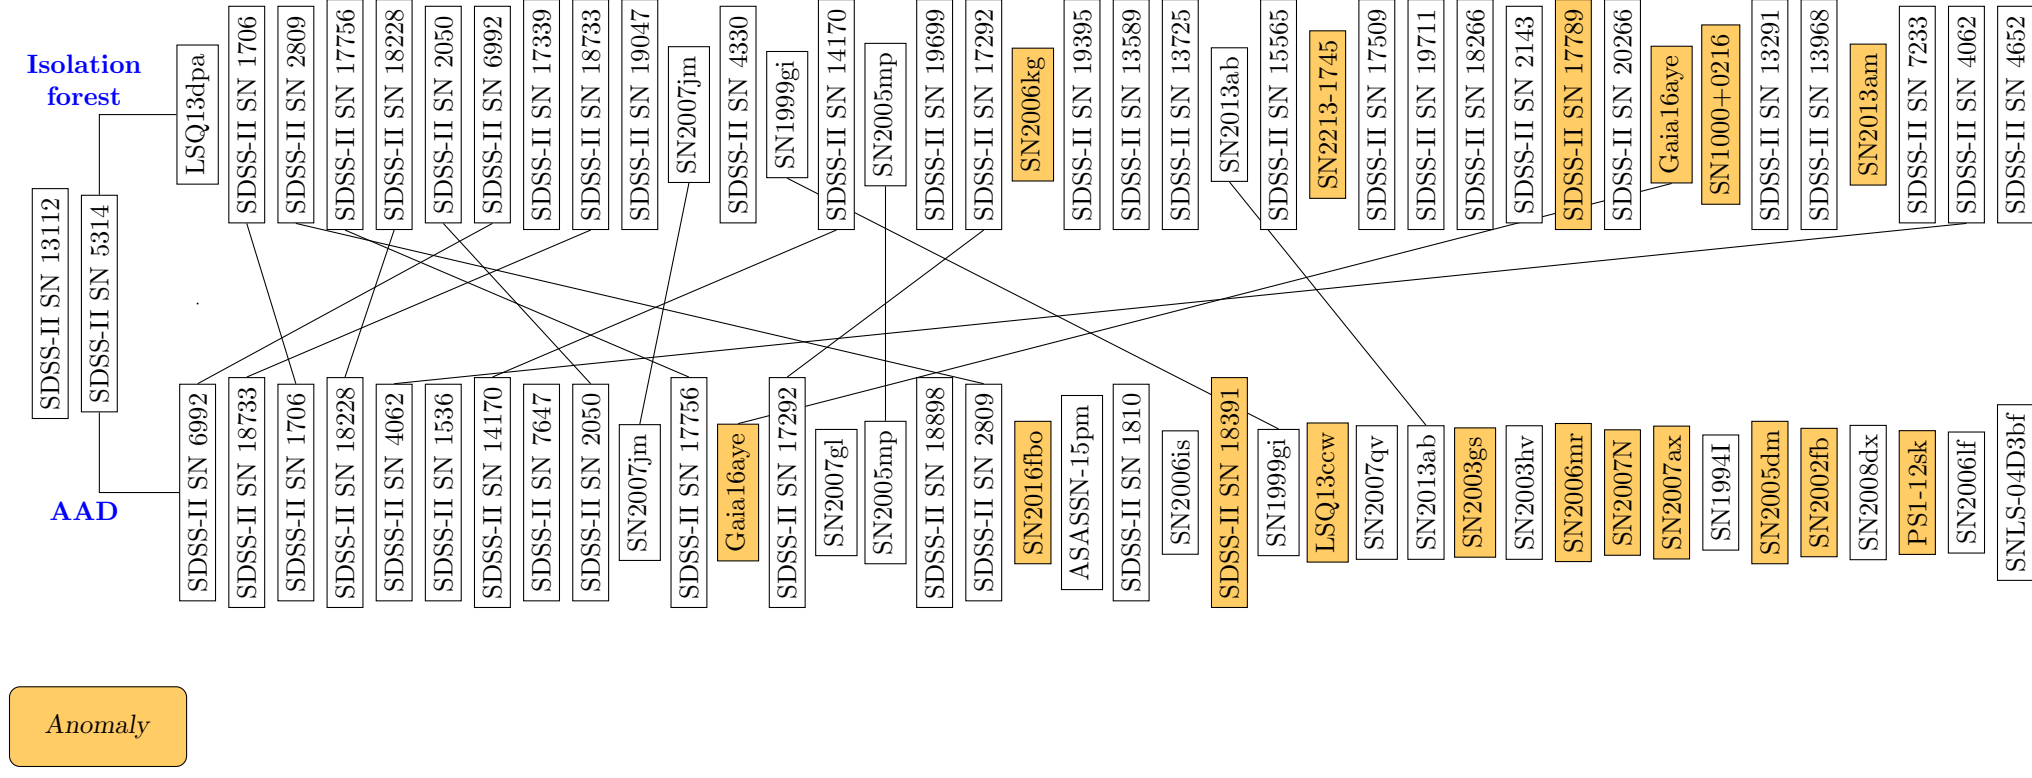 Isolation
forest
LSQ13dpa
SDSS-II SN 1706
SDSS-II SN 2809
SDSS-II SN 17756
SDSS-II SN 18228
SDSS-II SN 2050
SDSS-II SN 6992
SDSS-II SN 17339
SDSS-II SN 18733
SDSS-II SN 19047
SN2007jm
SDSS-II SN 4330
SN1999gi
SDSS-II SN 14170
SN2005mp
SDSS-II SN 19699
SDSS-II SN 17292
SN2006kg
SDSS-II SN 19395
SDSS-II SN 13589
SDSS-II SN 13725
SN2013ab
SDSS-II SN 15565
SN213-1745
SDSS-II SN 17509
SDSS-II SN 19711
SDSS-II SN 18266
SDSS-II SN 2143
SDSS-II SN 17789
SDSS-II SN 20266
Gaia16aye
SN1000+0216
SDSS-II SN 13291
SDSS-II SN 13968
SN2013am
SDSS-II SN 7233
SDSS-II SN 4062
SDSS-II SN 4652
SDSS-II SN 13112
SDSS-II SN 5314
AAD
SDSS-II SN 6992
SDSS-II SN 18733
SDSS-II SN 1706
SDSS-II SN 18228
SDSS-II SN 4062
SDSS-II SN 1536
SDSS-II SN 14170
SDSS-II SN 7647
SDSS-II SN 2050
SN2007jm
SDSS-II SN 17756
Gaia16aye
SDSS-II SN 17292
SN2007gl
SN2005mp
SDSS-II SN 18898
SDSS-II SN 2809
SN2016fbo
ASASSN-15pm
SDSS-II SN 1810
SN2006is
SDSS-II SN 18391
SN1999gi
LSQ13ccw
SN2007qv
SN2013ab
SN2003gs
SN2003hv
SN2006mr
SN2007N
SN2007ax
SN1994I
SN2005dm
SN2002fb
SN2008dx
PS1-12sk
SN2006lf
SNLS-04D3bf
Anomaly